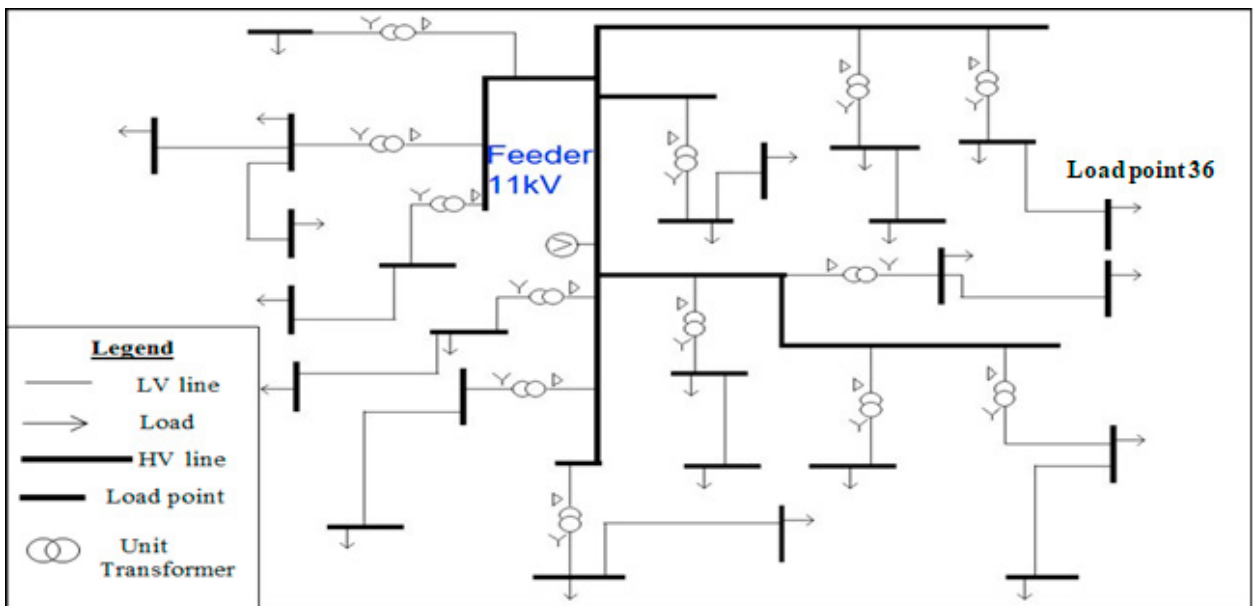 Feeder
11kV
Load point 36
Legend
LV line
Load
HV line
Load point
Unit
Transformer